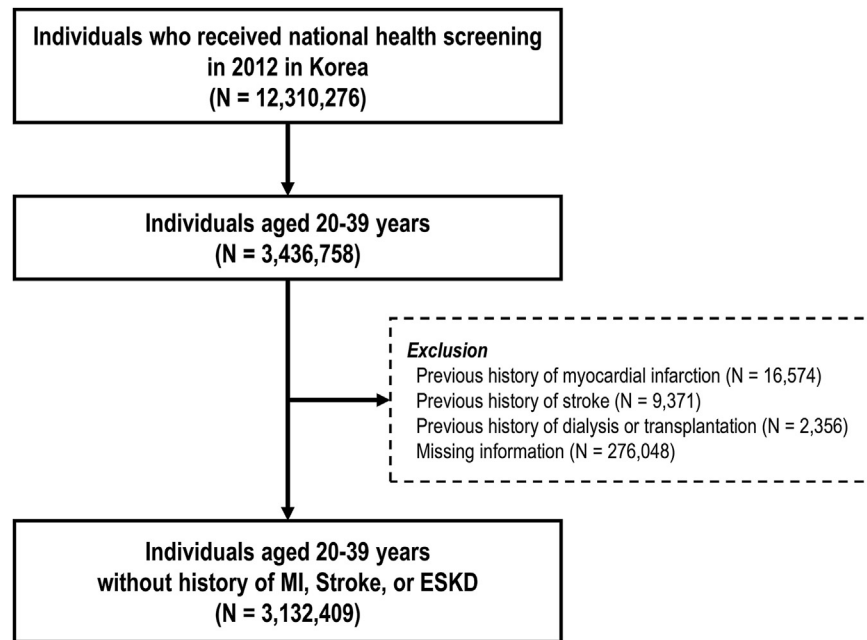 Individuals who received national health screening
in 2012 in Korea
(N = 12,310,276)
Individuals aged 20-39 years
(N = 3,436,758)
Exclusion
Previous history of myocardial infarction (N = 16,574)
Previous history of stroke (N = 9,371)
Previous history of dialysis or transplantation (N = 2,356)
Missing information (N = 276,048)
Individuals aged 20-39 years
without history of MI, Stroke, or ESKD
(N = 3,132,409)